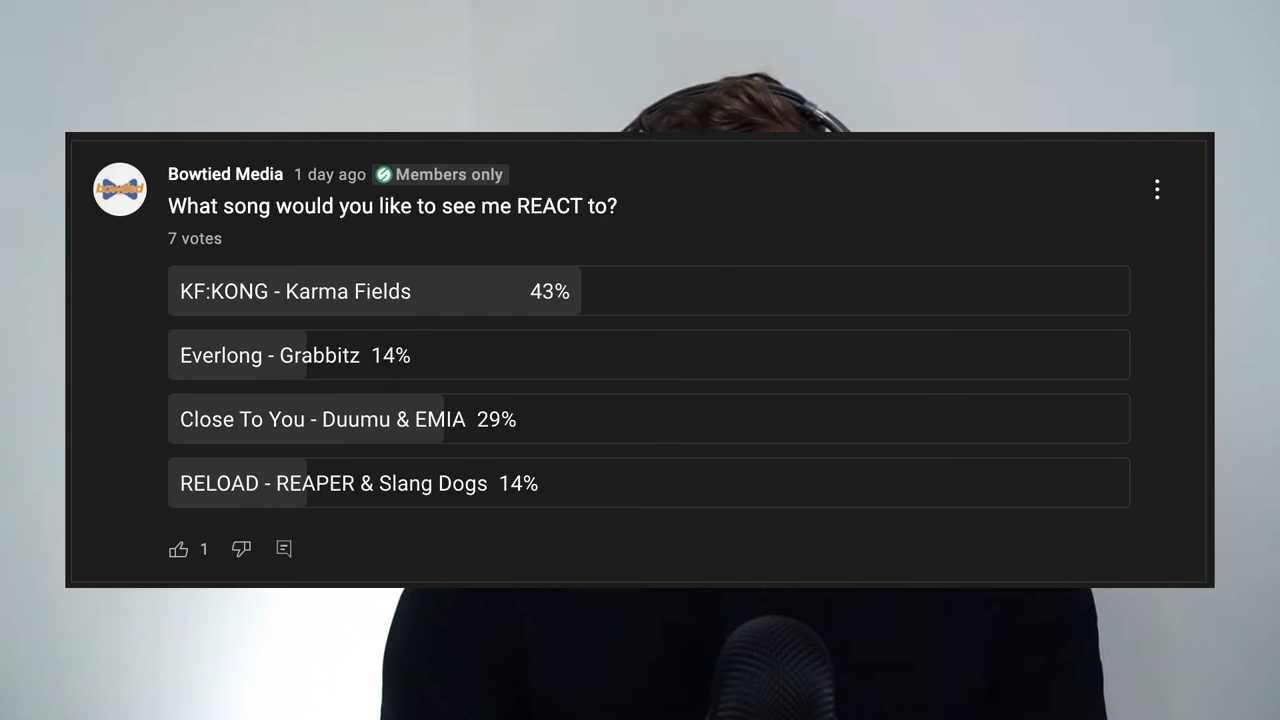 bowtied
Bowtied Media 1 day ago Members only
What song would you like to see me REACT to?
7 votes
KF:KONG - Karma Fields 43%
Everlong - Grabbitz 14%
Close To You - Duumu & EMIA 29%
RELOAD - REAPER & Slang Dogs 14%
1